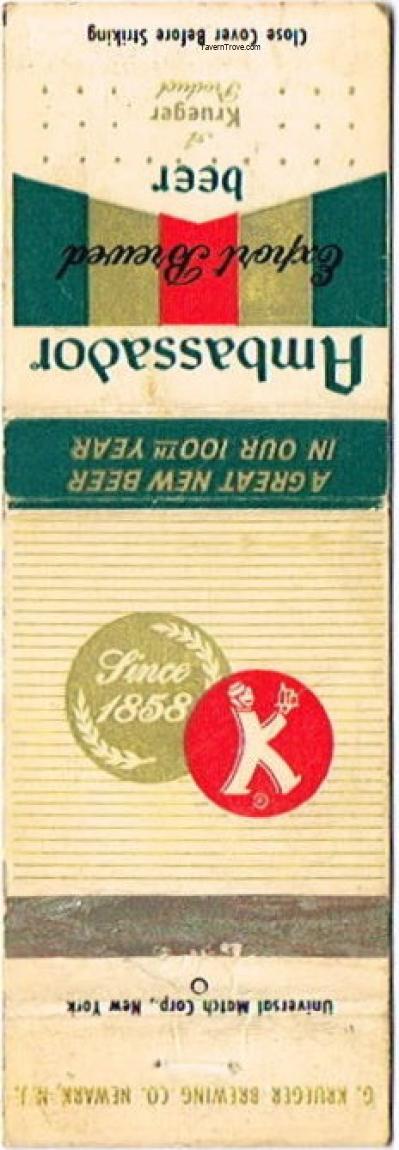 Close Cover Before Striking
TavernTrove.com
A
Krueger
Product
beer
Export Brewed
Ambassador
A GREAT NEW BEER
IN OUR 100TH YEAR
Since
1858
K
©
Universal Match Corp., New York
G. KRUEGER BREWING CO. NEWARK, N.J.